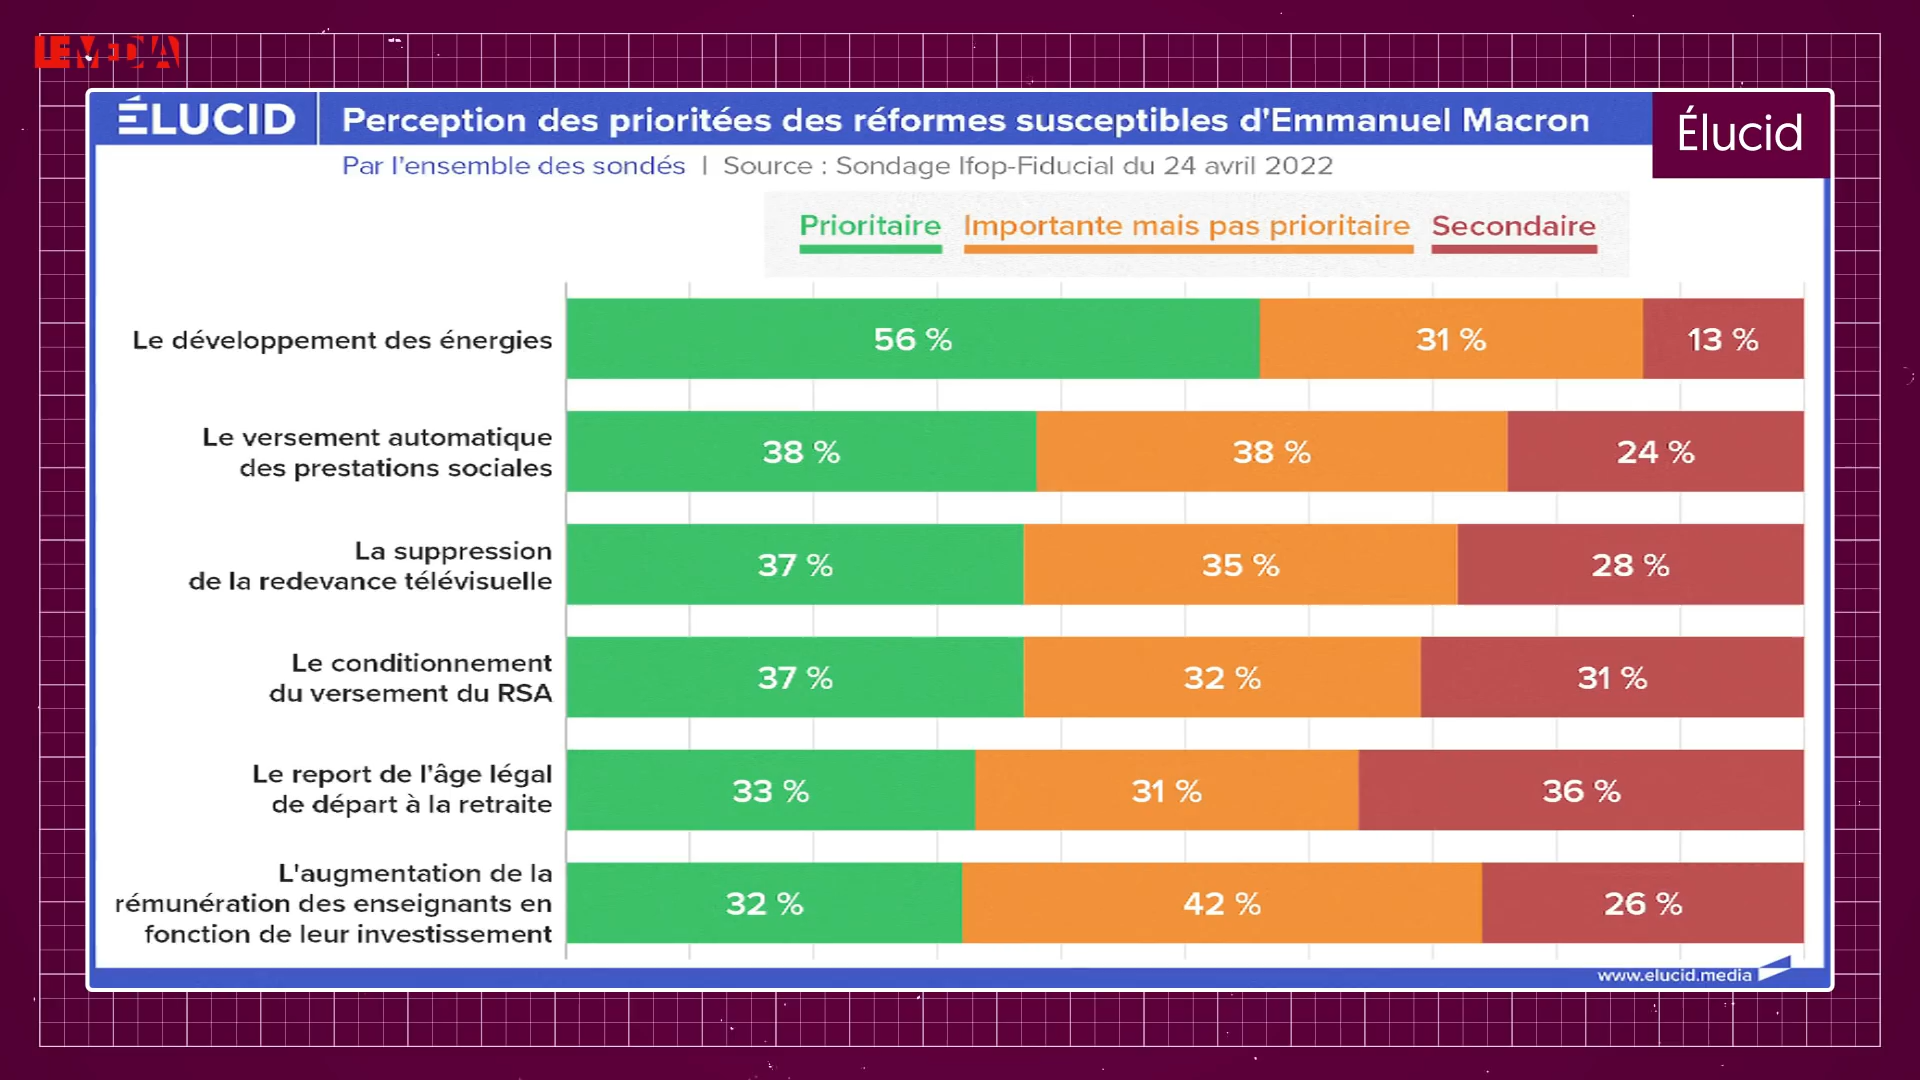 LEMEDIA
ÉLUCID
Perception des prioritées des réformes susceptibles d'Emmanuel Macron
Élucid
Par l'ensemble des sondés | Source : Sondage Ifop-Fiducial du 24 avril 2022
Prioritaire Importante mais pas prioritaire Secondaire
Le développement des énergies
56 % 31 % 13 %
Le versement automatique
des prestations sociales
38 % 38 % 24 %
La suppression
de la redevance télévisuelle
37 % 35 % 28 %
Le conditionnement
du versement du RSA
37 % 32 % 31 %
Le report de l'âge légal
de départ à la retraite
33 % 31 % 36 %
L'augmentation de la
rémunération des enseignants en
fonction de leur investissement
32 % 42 % 26 %
www.elucid.media